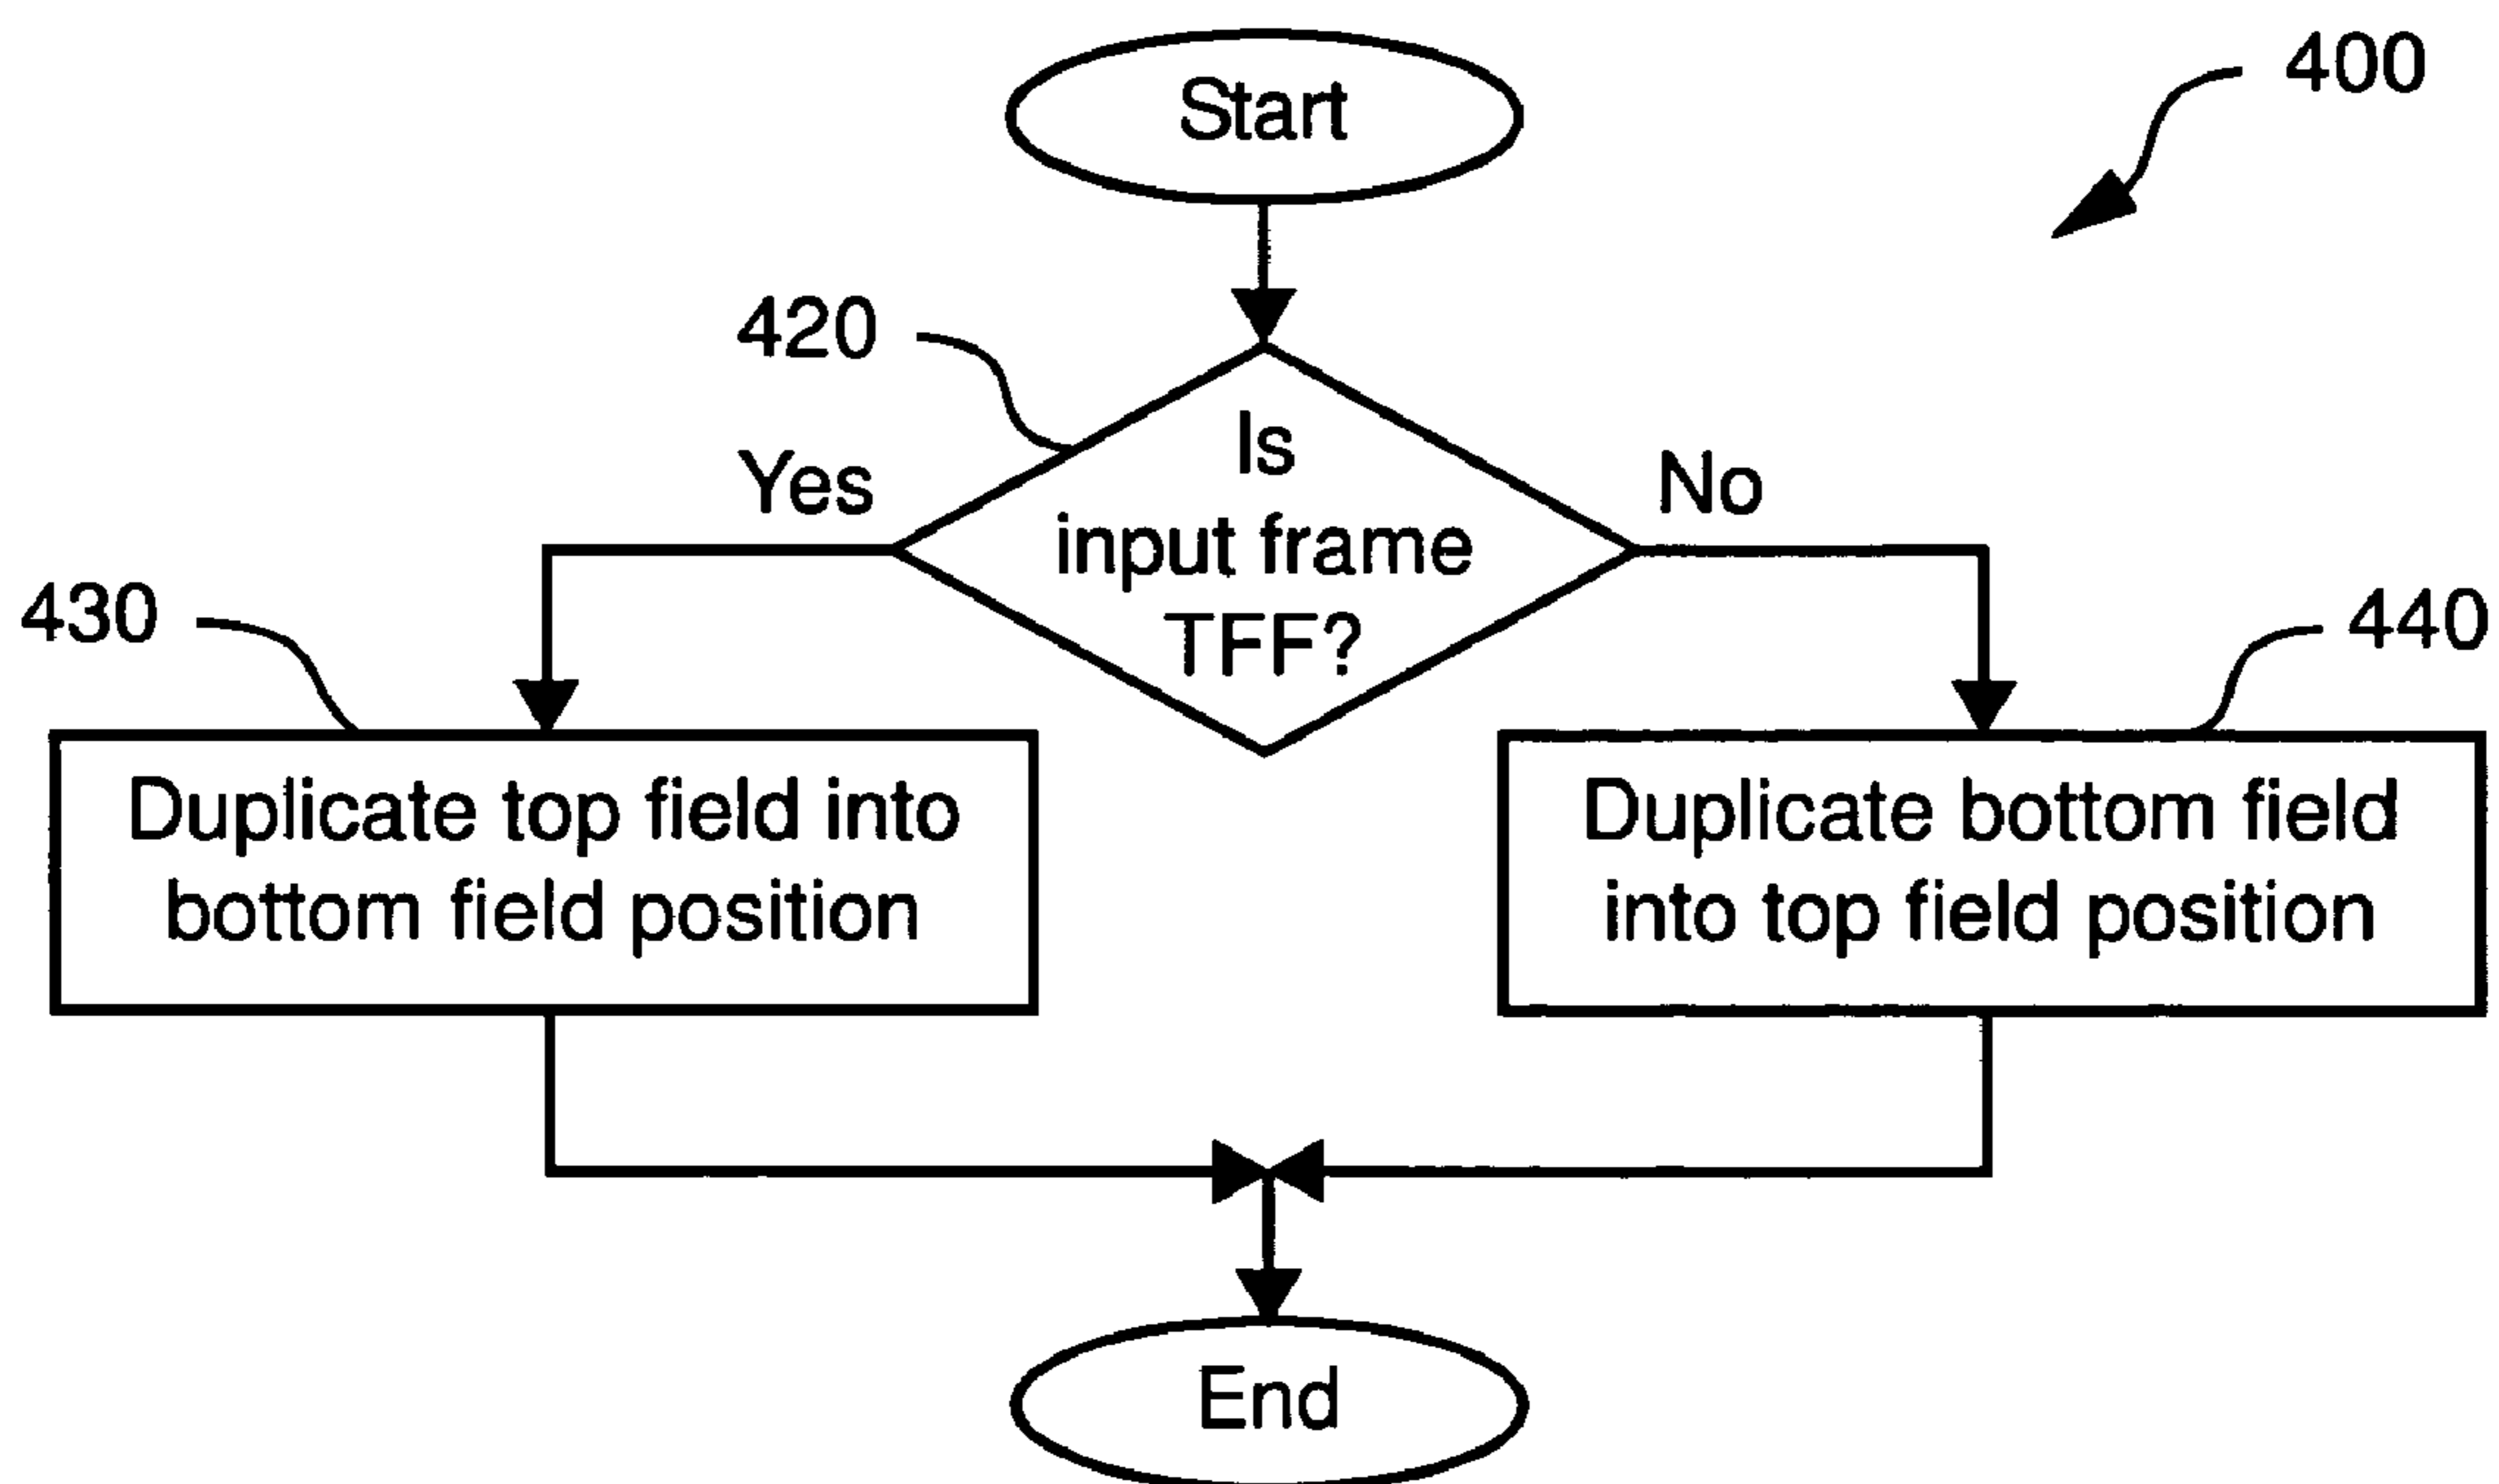 Start
400
420
Is
input frame
TFF?
Yes
No
430
440
Duplicate top field into
bottom field position
Duplicate bottom field
into top field position
End